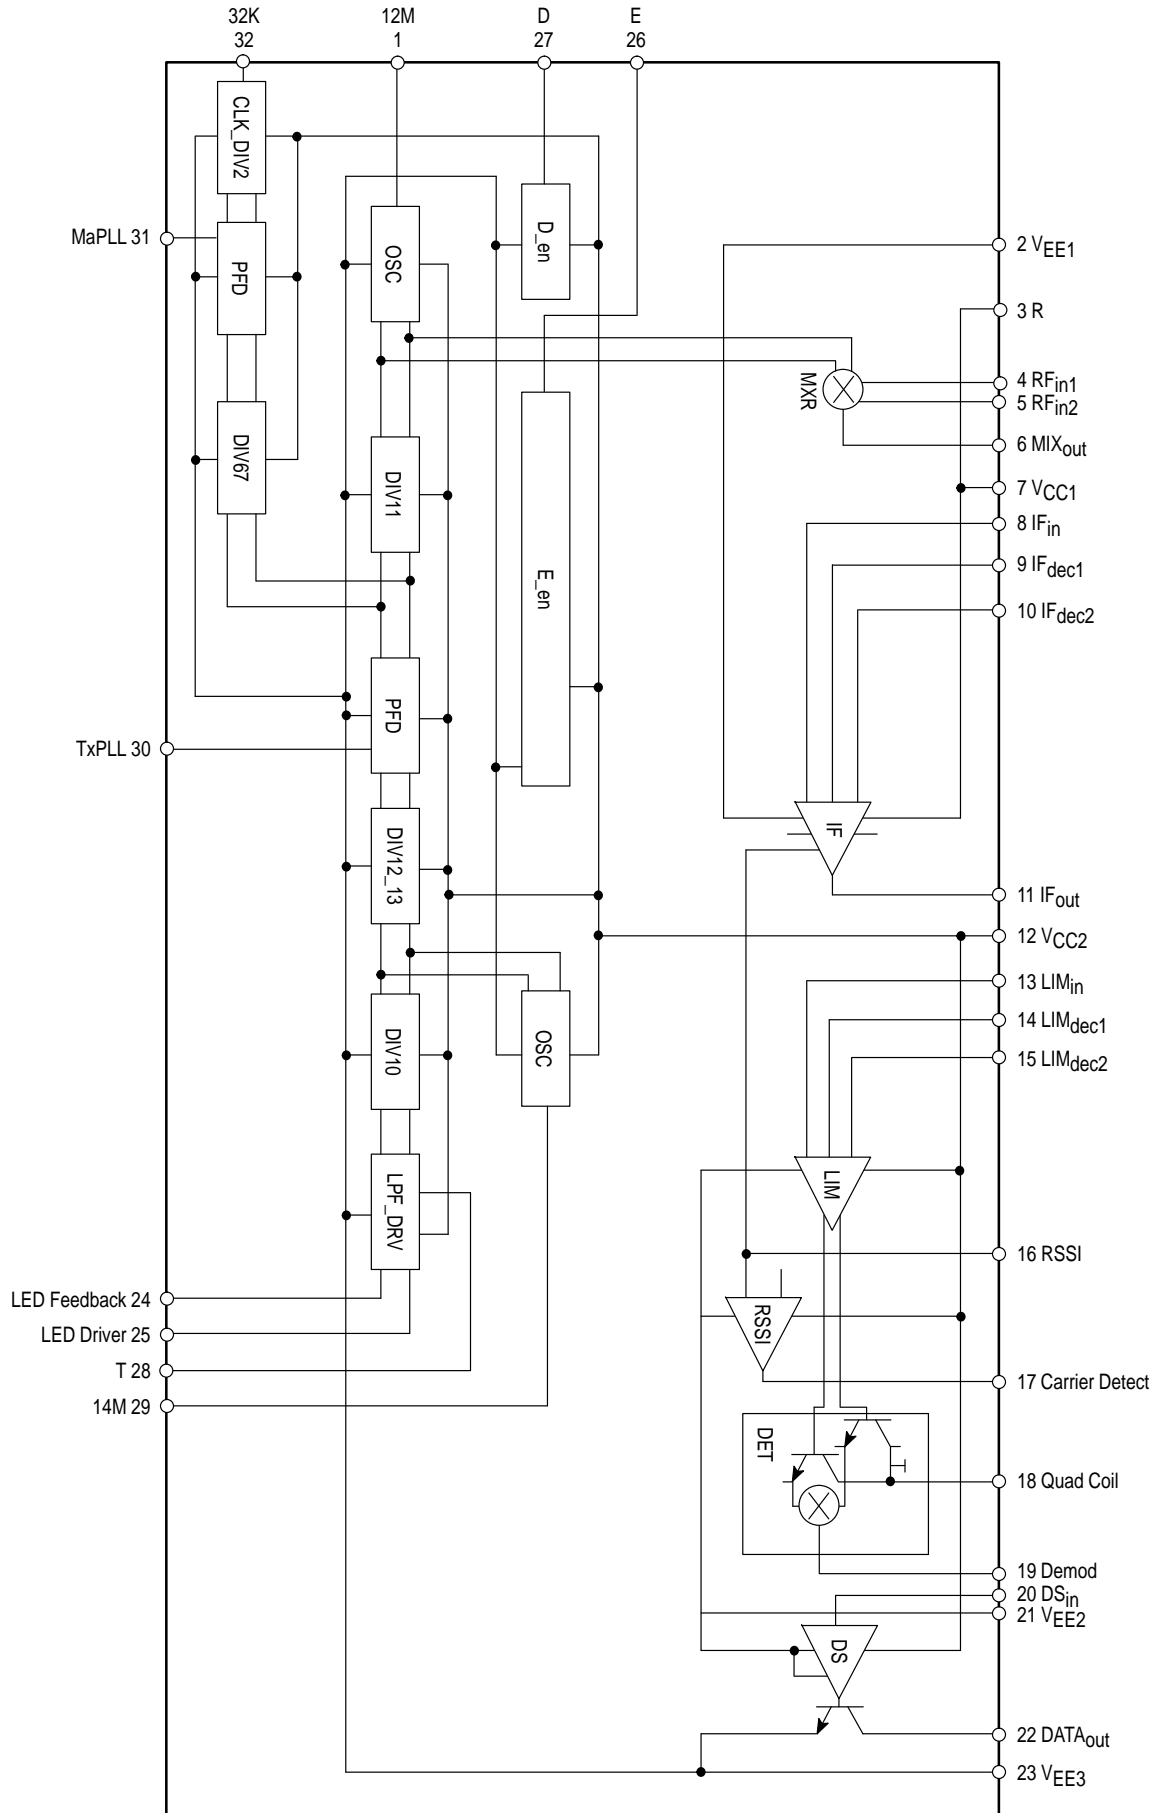 32K
32
12M
1
D
27
E
26
CLK_DIV2
MaPLL 31
PFD
DIV67
OSC
D_en
DIV11
E_en
PFD
TxPLL 30
DIV12_13
DIV10
OSC
LPF_DRV
LED Feedback 24
LED Driver 25
T 28
14M 29
MXR
2 VEE1
3 R
4 RFin1
5 RFin2
6 MIXout
7 VCC1
8 IFin
9 IFdec1
10 IFdec2
IF
11 IFout
12 VCC2
13 LIMin
14 LIMdec1
15 LIMdec2
LIM
16 RSSI
RSSI
17 Carrier Detect
DET
18 Quad Coil
19 Demod
20 DSin
21 VEE2
DS
22 DATAout
23 VEE3